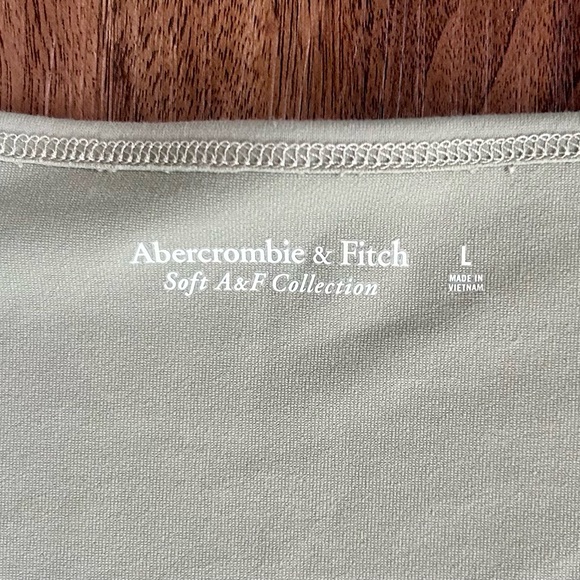 Abercrombie & Fitch L
Soft A&F Collection
MADE IN
VIETNAM